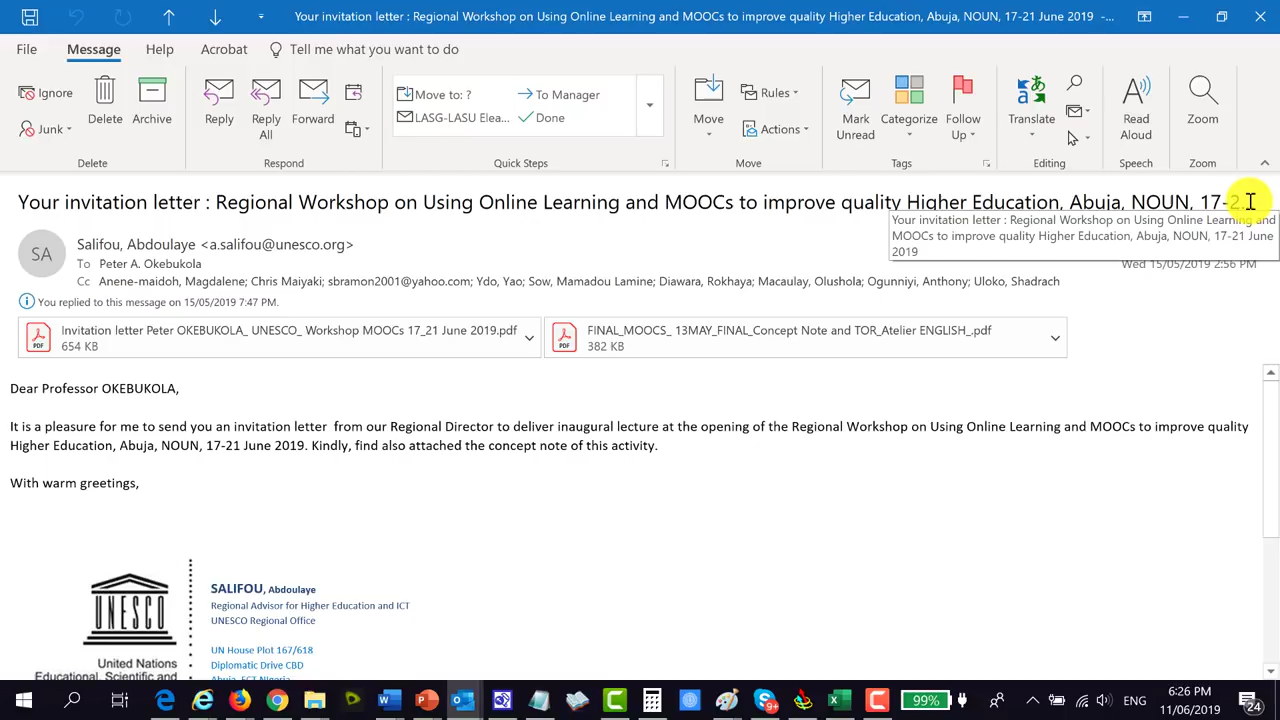 Your invitation letter : Regional Workshop on Using Online Learning and MOOCs to improve quality Higher Education, Abuja, NOUN, 17-21 June 2019 -...
File Message Help Acrobat Tell me what you want to do
Ignore
Junk
Delete
Archive
Reply
Reply All
Forward
Move to: ?
To Manager
LASG-LASU Elea...
Done
Move
Rules
Actions
Mark Unread
Categorize
Follow Up
Translate
Read Aloud
Zoom
Delete Respond Quick Steps Move Tags Editing Speech Zoom
Your invitation letter : Regional Workshop on Using Online Learning and MOOCs to improve quality Higher Education, Abuja, NOUN, 17-2...
Your invitation letter : Regional Workshop on Using Online Learning and
MOOCs to improve quality Higher Education, Abuja, NOUN, 17-21 June
2019
SA
Salifou, Abdoulaye <a.salifou@unesco.org>
To Peter A. Okebukola
Wed 15/05/2019 2:56 PM
Cc Anene-maidoh, Magdalene; Chris Maiyaki; sbramon2001@yahoo.com; Ydo, Yao; Sow, Mamadou Lamine; Diawara, Rokhaya; Macaulay, Olushola; Ogunniyi, Anthony; Uloko, Shadrach
You replied to this message on 15/05/2019 7:47 PM.
Invitation letter Peter OKEBUKOLA_ UNESCO_ Workshop MOOCs 17_21 June 2019.pdf
654 KB
FINAL_MOOCS_ 13MAY_FINAL_Concept Note and TOR_Atelier ENGLISH_.pdf
382 KB
Dear Professor OKEBUKOLA,
It is a pleasure for me to send you an invitation letter from our Regional Director to deliver inaugural lecture at the opening of the Regional Workshop on Using Online Learning and MOOCs to improve quality
Higher Education, Abuja, NOUN, 17-21 June 2019. Kindly, find also attached the concept note of this activity.
With warm greetings,
UNESCO
United Nations
Educational, Scientific and
SALIFOU, Abdoulaye
Regional Advisor for Higher Education and ICT
UNESCO Regional Office
UN House Plot 167/618
Diplomatic Drive CBD
Abuja, FCT Nigeria
99%
ENG
6:26 PM
11/06/2019
24